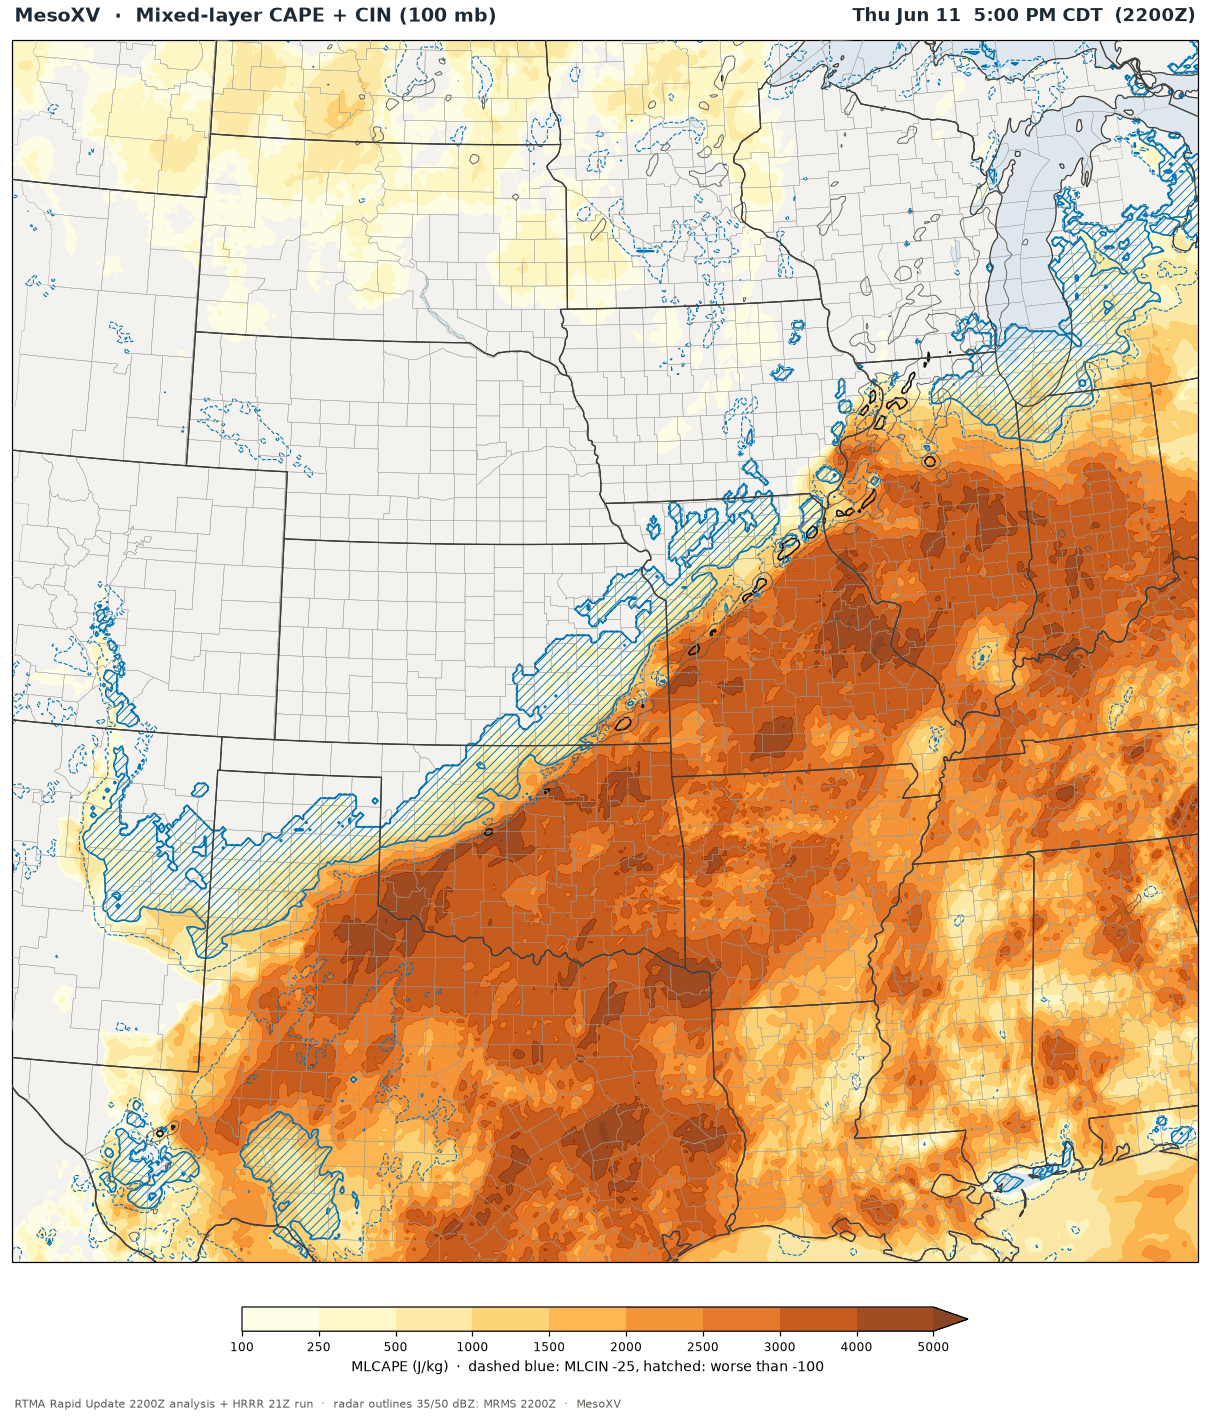 MesoXV  ·  Mixed-layer CAPE + CIN (100 mb)
Thu Jun 11  5:00 PM CDT  (2200Z)
100 250 500 1000 1500 2000 2500 3000 4000 5000
MLCAPE (J/kg)  ·  dashed blue: MLCIN -25, hatched: worse than -100
RTMA Rapid Update 2200Z analysis + HRRR 21Z run  ·  radar outlines 35/50 dBZ: MRMS 2200Z  ·  MesoXV